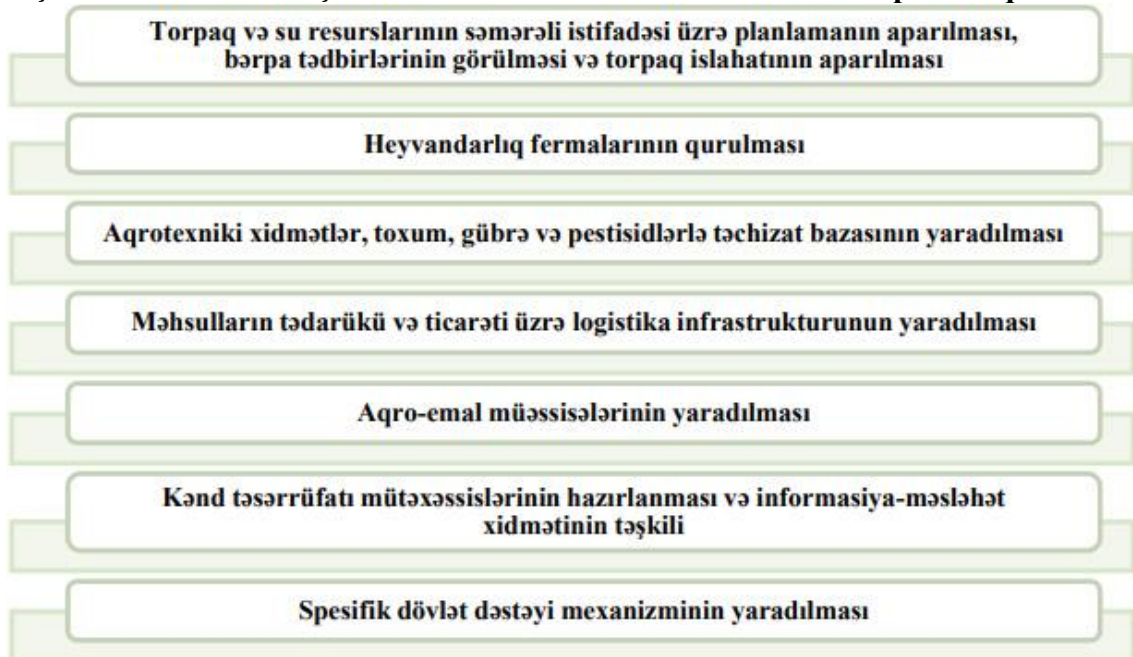 Torpaq və su resurslarının səmərəli istifadəsi üzrə planlamanın aparılması,
bərpa tədbirlərinin görülməsi və torpaq islahatının aparılması
Heyvandarlıq fermalarının qurulması
Aqrotexniki xidmətlər, toxum, gübrə və pestisidlərlə təchizat bazasının yaradılması
Məhsulların tədarükü və ticarəti üzrə logistika infrastrukturunun yaradılması
Aqro-emal müəssisələrinin yaradılması
Kənd təsərrüfatı mütəxəssislərinin hazırlanması və informasiya-məsləhət
xidmətinin təşkili
Spesifik dövlət dəstəyi mexanizminin yaradılması